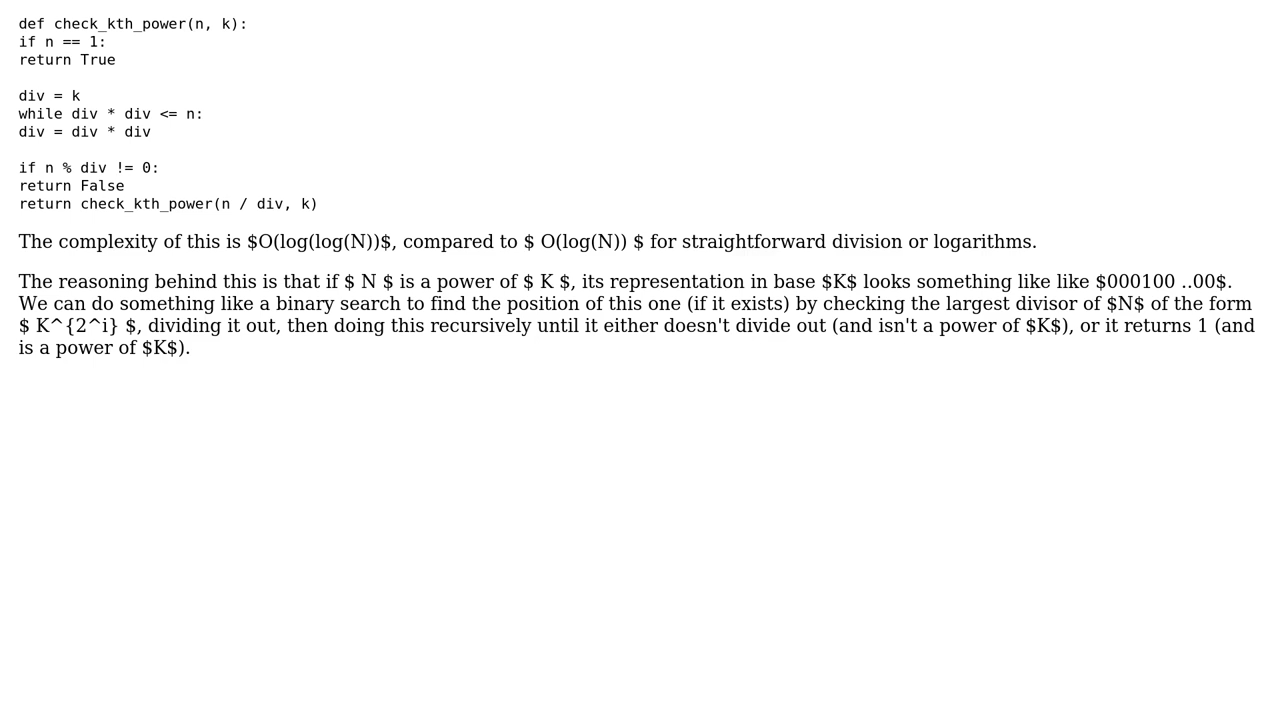 def check_kth_power(n, k):
if n == 1:
return True
div = k
while div * div <= n:
div = div * div
if n % div != 0:
return False
return check_kth_power(n / div, k)
The complexity of this is $O(log(log(N))$, compared to $ O(log(N)) $ for straightforward division or logarithms.
The reasoning behind this is that if $ N $ is a power of $ K $, its representation in base $K$ looks something like like $000100 ..00$.
We can do something like a binary search to find the position of this one (if it exists) by checking the largest divisor of $N$ of the form
$ K^{2^i} $, dividing it out, then doing this recursively until it either doesn't divide out (and isn't a power of $K$), or it returns 1 (and
is a power of $K$).